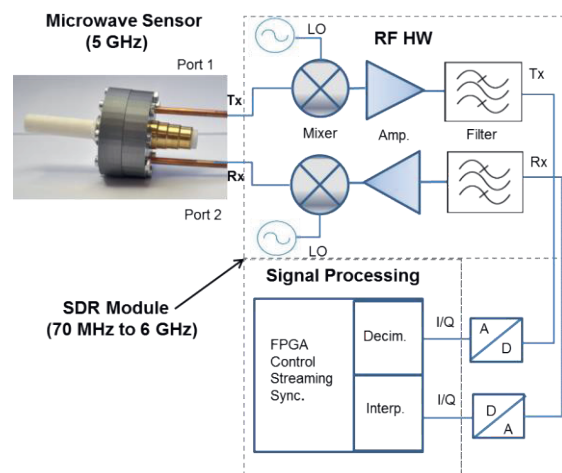 Microwave Sensor
(5 GHz)
Port 1
LO
RF HW
Tx
Tx
Mixer
Amp.
Filter
Rx
Rx
Port 2
LO
Signal Processing
SDR Module
(70 MHz to 6 GHz)
FPGA
Control
Streaming
Sync.
Decim.
I/Q
A
D
Interp.
I/Q
D
A